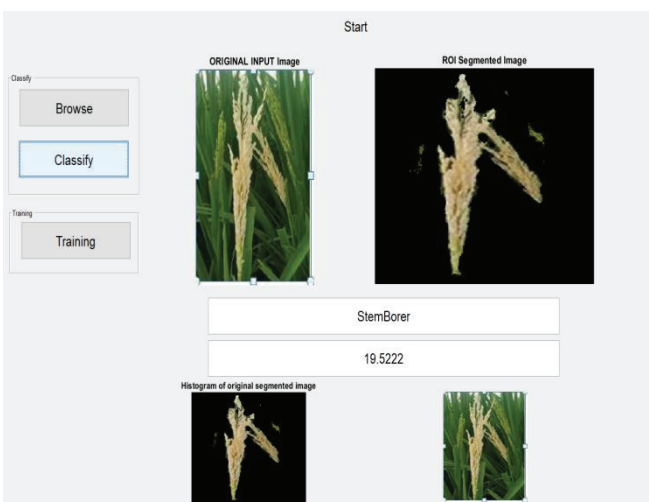 Start
ORIGINAL INPUT Image
ROI Segmented Image
Classify
Browse
Classify
Training
Training
StemBorer
19.5222
Histogram of original segmented image